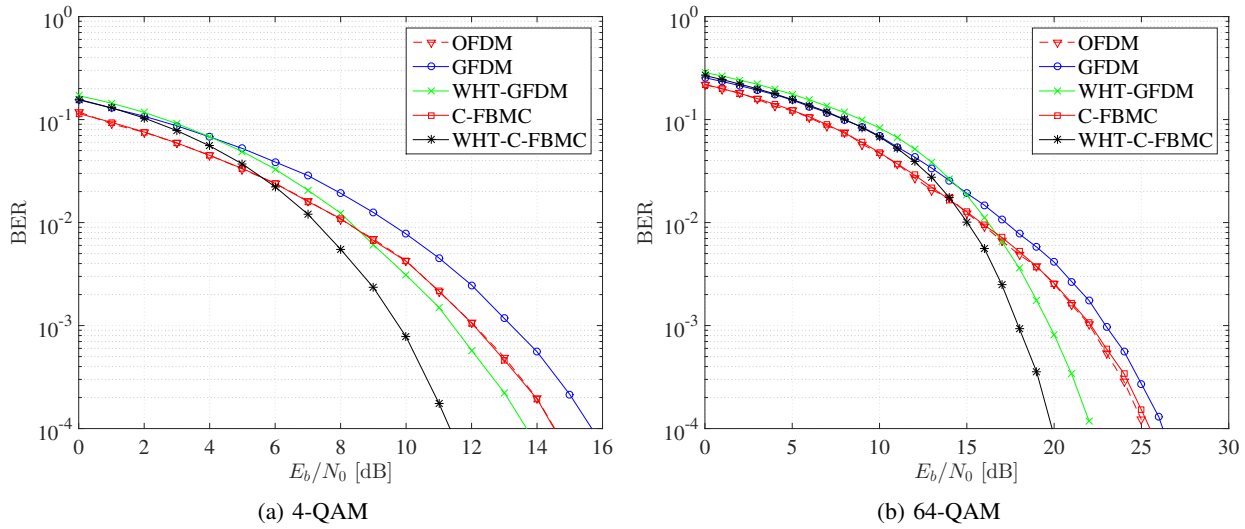 10^0
10^-1
10^-2
10^-3
10^-4
BER
0 2 4 6 8 10 12 14 16
E_b/N_0 [dB]
OFDM
GFDM
WHT-GFDM
C-FBMC
WHT-C-FBMC
(a) 4-QAM
10^0
10^-1
10^-2
10^-3
10^-4
BER
0 5 10 15 20 25 30
E_b/N_0 [dB]
OFDM
GFDM
WHT-GFDM
C-FBMC
WHT-C-FBMC
(b) 64-QAM